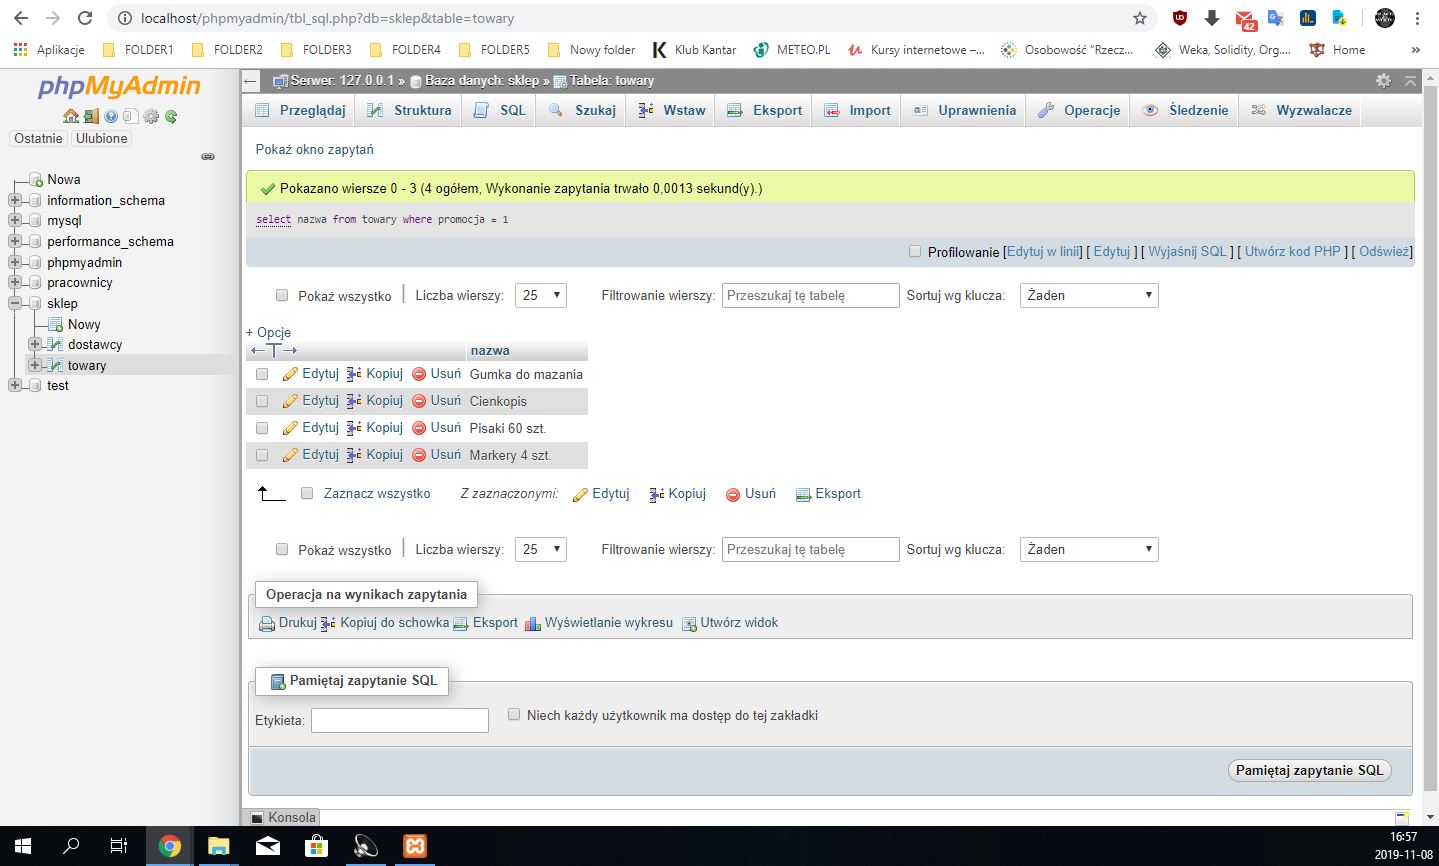 localhost/phpmyadmin/tbl_sql.php?db=sklep&table=towary
42
Aplikacje FOLDER1 FOLDER2 FOLDER3 FOLDER4 FOLDER5 Nowy folder Klub Kantar METEO.PL Kursy internetowe –... Osobowość "Rzecz... Weka, Solidity, Org.... Home »
phpMyAdmin
Ostatnie Ulubione
Nowa
information_schema
mysql
performance_schema
phpmyadmin
pracownicy
sklep
Nowy
dostawcy
towary
test
Serwer: 127.0.0.1 » Baza danych: sklep » Tabela: towary
Przeglądaj Struktura SQL Szukaj Wstaw Eksport Import Uprawnienia Operacje Śledzenie Wyzwalacze
Pokaż okno zapytań
Pokazano wiersze 0 - 3 (4 ogółem, Wykonanie zapytania trwało 0,0013 sekund(y).)
select nazwa from towary where promocja = 1
Profilowanie [Edytuj w linii] [ Edytuj ] [ Wyjaśnij SQL ] [ Utwórz kod PHP ] [ Odśwież]
Pokaż wszystko | Liczba wierszy: 25 Filtrowanie wierszy: Przeszukaj tę tabelę Sortuj wg klucza: Żaden
+ Opcje
←T→ nazwa
Edytuj Kopiuj Usuń Gumka do mazania
Edytuj Kopiuj Usuń Cienkopis
Edytuj Kopiuj Usuń Pisaki 60 szt.
Edytuj Kopiuj Usuń Markery 4 szt.
Zaznacz wszystko Z zaznaczonymi: Edytuj Kopiuj Usuń Eksport
Pokaż wszystko | Liczba wierszy: 25 Filtrowanie wierszy: Przeszukaj tę tabelę Sortuj wg klucza: Żaden
Operacja na wynikach zapytania
Drukuj Kopiuj do schowka Eksport Wyświetlanie wykresu Utwórz widok
Pamiętaj zapytanie SQL
Etykieta: Niech każdy użytkownik ma dostęp do tej zakładki
Pamiętaj zapytanie SQL
Konsola
16:57
2019-11-08